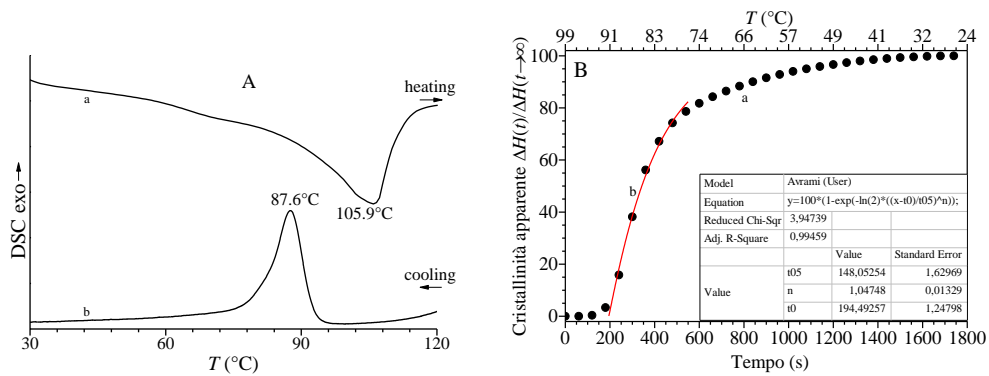 A
heating
a
DSC exo→
105.9°C
87.6°C
cooling
b
30
60
90
120
T (°C)
T (°C)
99 91 83 74 66 57 49 41 32 24
B
100
80
60
40
20
0
Cristallinità apparente ΔH(t)/ΔH(t→∞)
a
b
Model Avrami (User)
Equation y=100*(1-exp(-ln(2)*((x-t0)/t05)^n));
Reduced Chi-Sqr 3,94739
Adj. R-Square 0,99459
Value Standard Error
Value t05 148,05254 1,62969
n 1,04748 0,01329
t0 194,49257 1,24798
0 200 400 600 800 1000 1200 1400 1600 1800
Tempo (s)